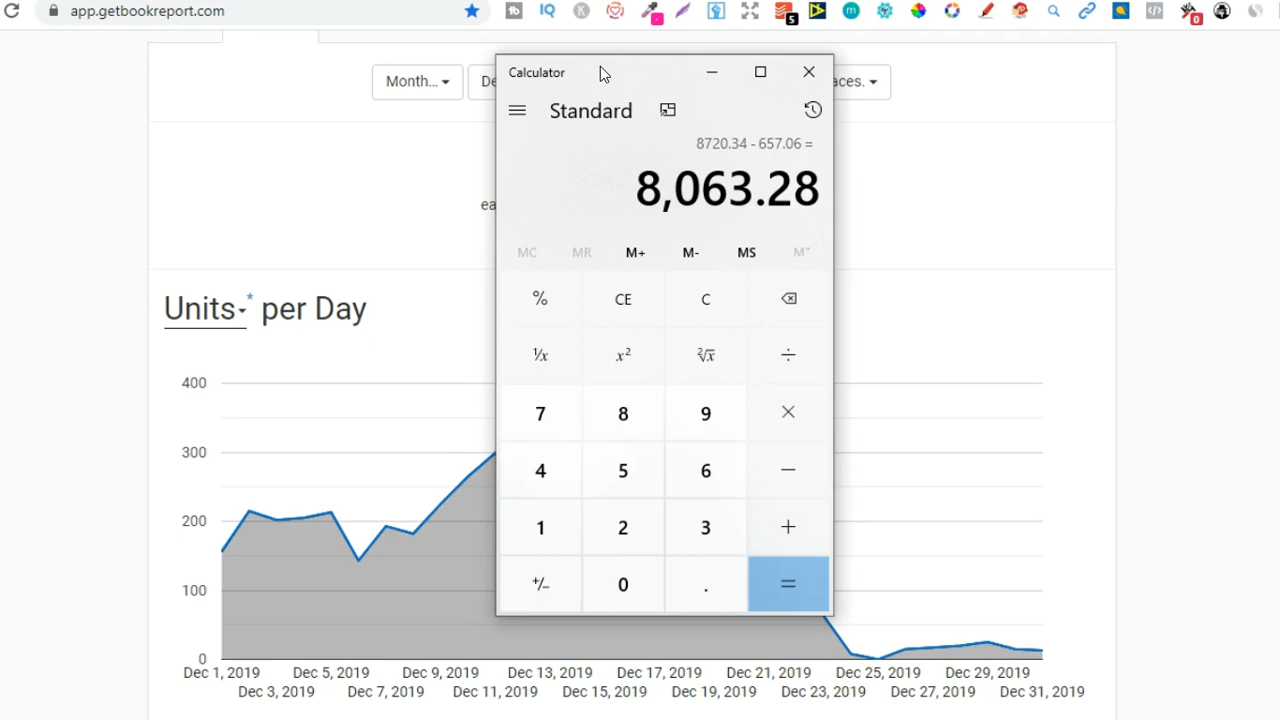 app.getbookreport.com
IQ
K
5
m
0
Calculator
Month...
De
aces.
Standard
8720.34 - 657.06 =
8,063.28
ea
MC MR M+ M- MS M˅
% CE C
¹/x x² ²√x ÷
Units * per Day
7 8 9 ×
4 5 6 −
1 2 3 +
+/− 0 . =
400
300
200
100
0
Dec 1, 2019 Dec 5, 2019 Dec 9, 2019 Dec 13, 2019 Dec 17, 2019 Dec 21, 2019 Dec 25, 2019 Dec 29, 2019
Dec 3, 2019 Dec 7, 2019 Dec 11, 2019 Dec 15, 2019 Dec 19, 2019 Dec 23, 2019 Dec 27, 2019 Dec 31, 2019